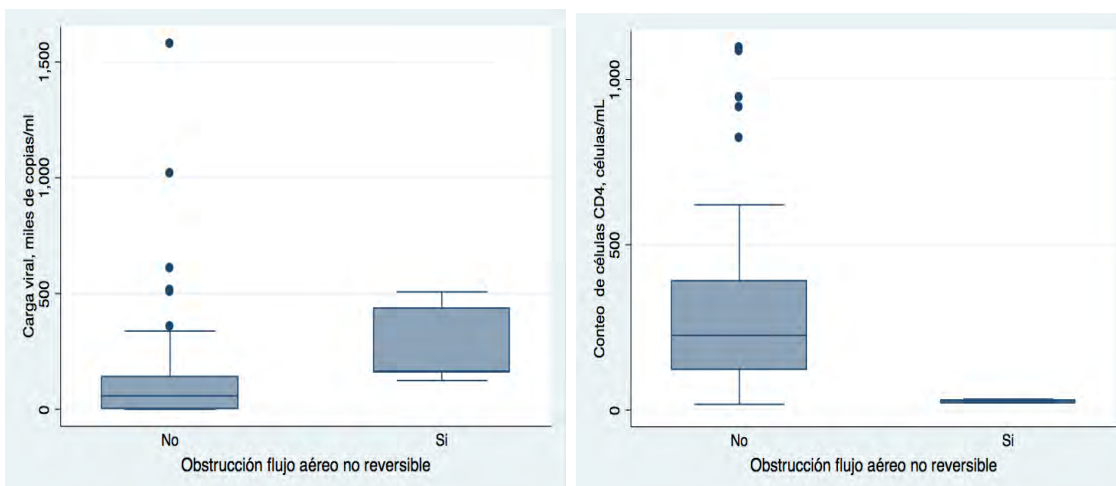 Carga viral, miles de copias/ml
1,500
1,000
500
0
No
Si
Obstrucción flujo aéreo no reversible
Conteo de células CD4, células/mL
1,000
500
0
No
Si
Obstrucción flujo aéreo no reversible